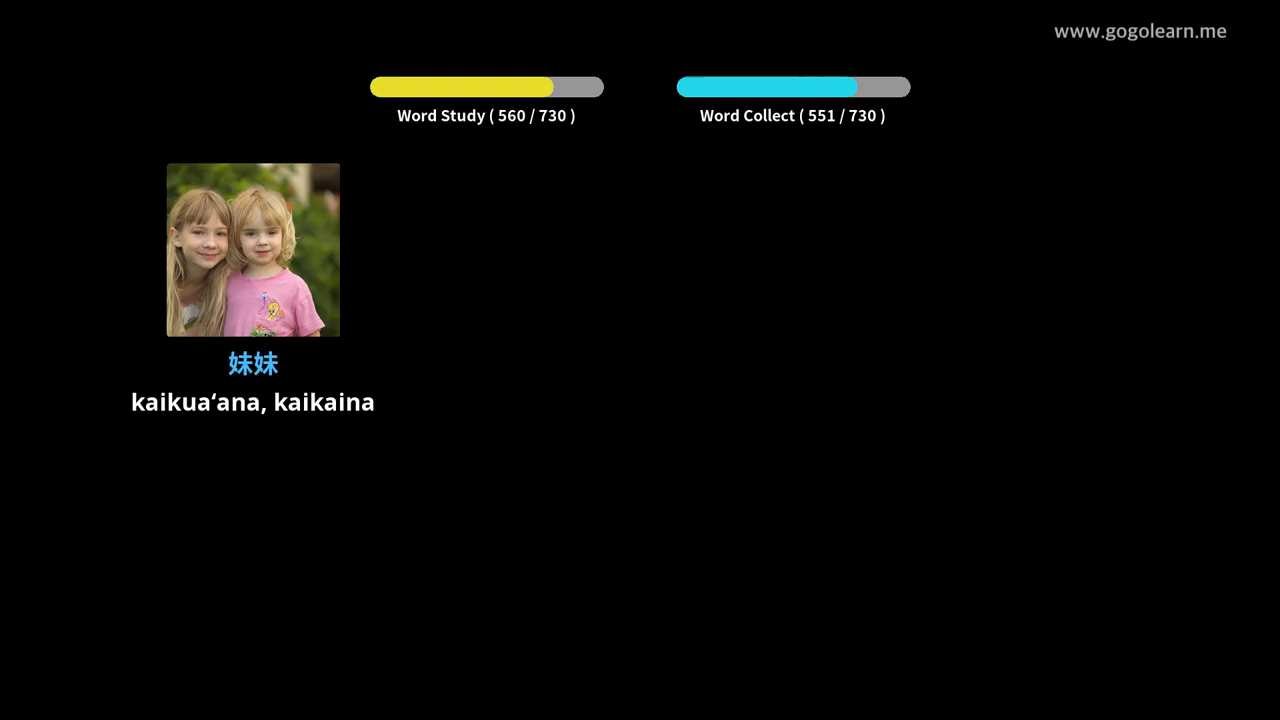 www.gogolearn.me
Word Study ( 560 / 730 )
Word Collect ( 551 / 730 )
妹妹
kaikuaʻana, kaikaina